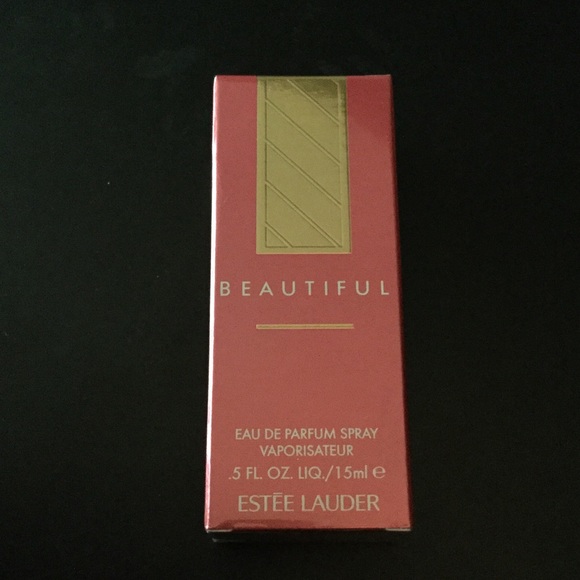 BEAUTIFUL
EAU DE PARFUM SPRAY
VAPORISATEUR
.5 FL. OZ. LIQ./15ml ℮
ESTĒE LAUDER